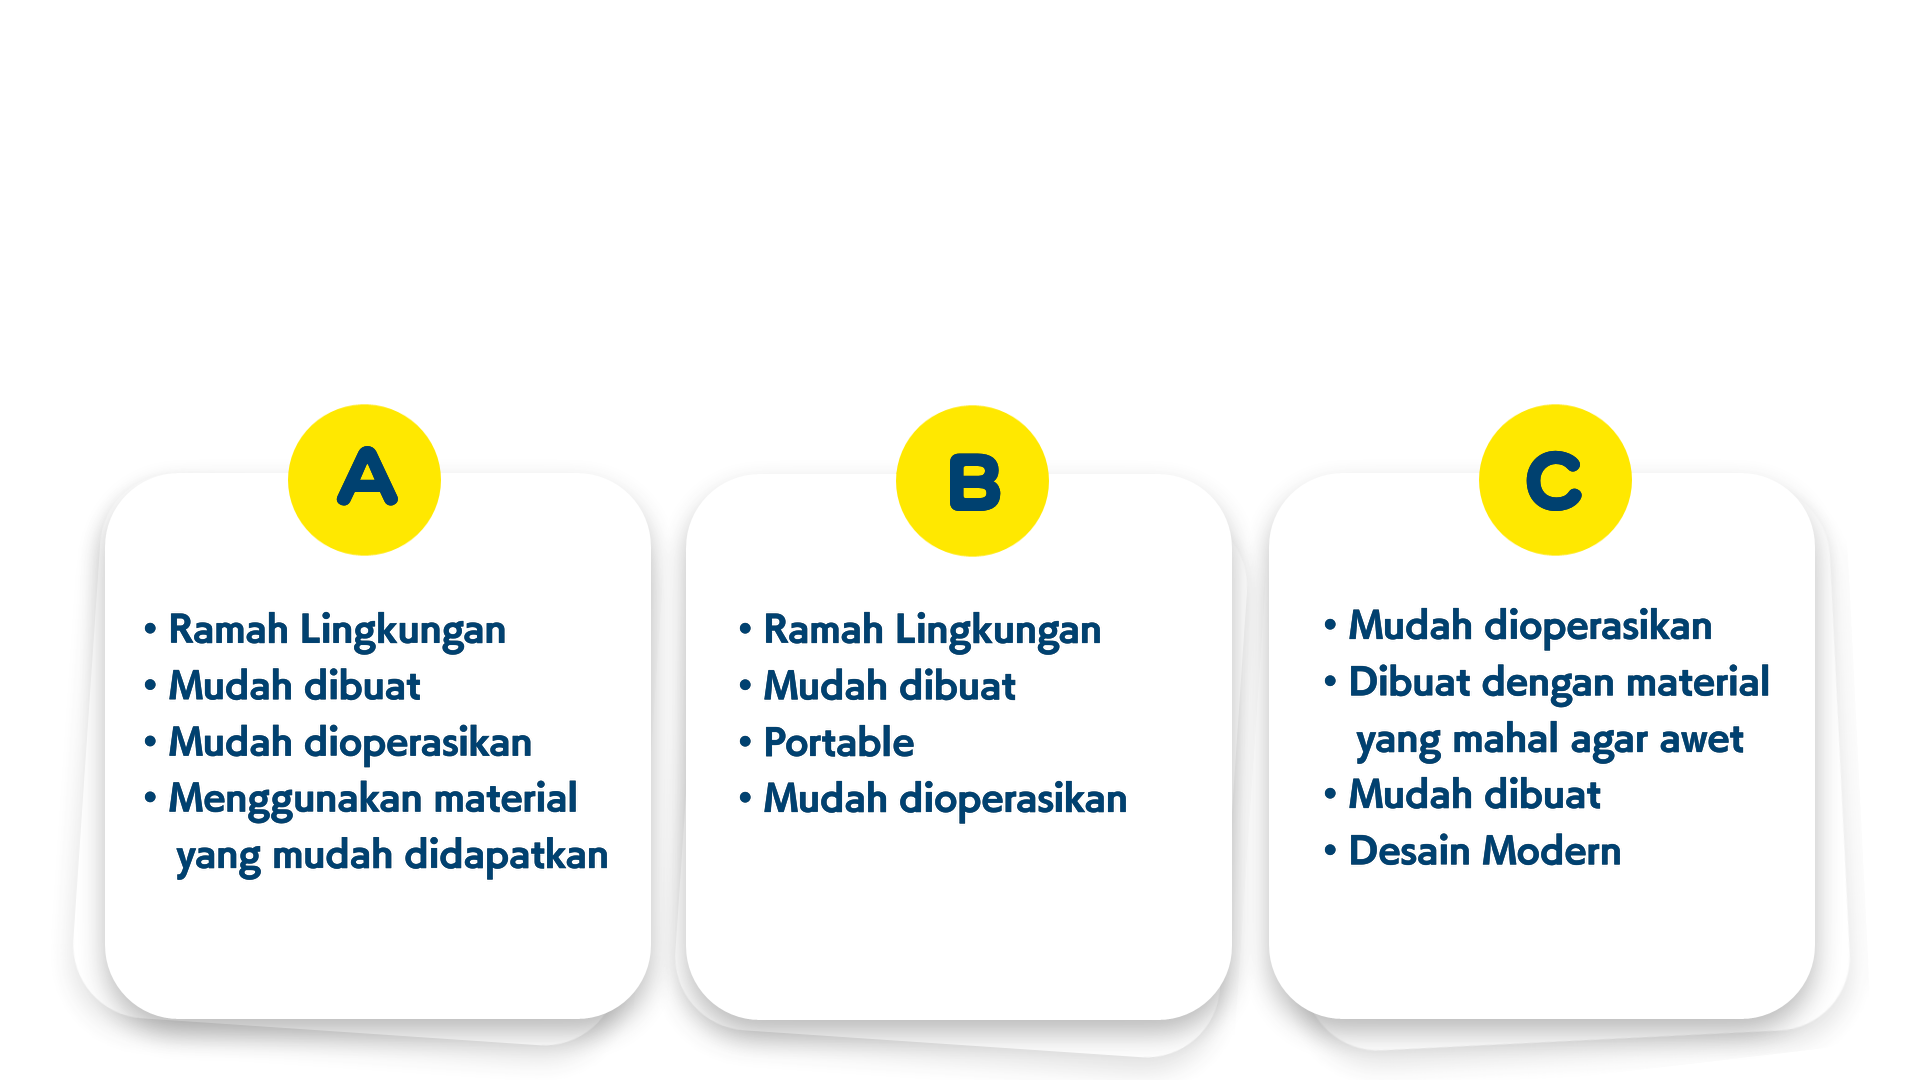 A
• Ramah Lingkungan
• Mudah dibuat
• Mudah dioperasikan
• Menggunakan material
yang mudah didapatkan
B
• Ramah Lingkungan
• Mudah dibuat
• Portable
• Mudah dioperasikan
C
• Mudah dioperasikan
• Dibuat dengan material
yang mahal agar awet
• Mudah dibuat
• Desain Modern